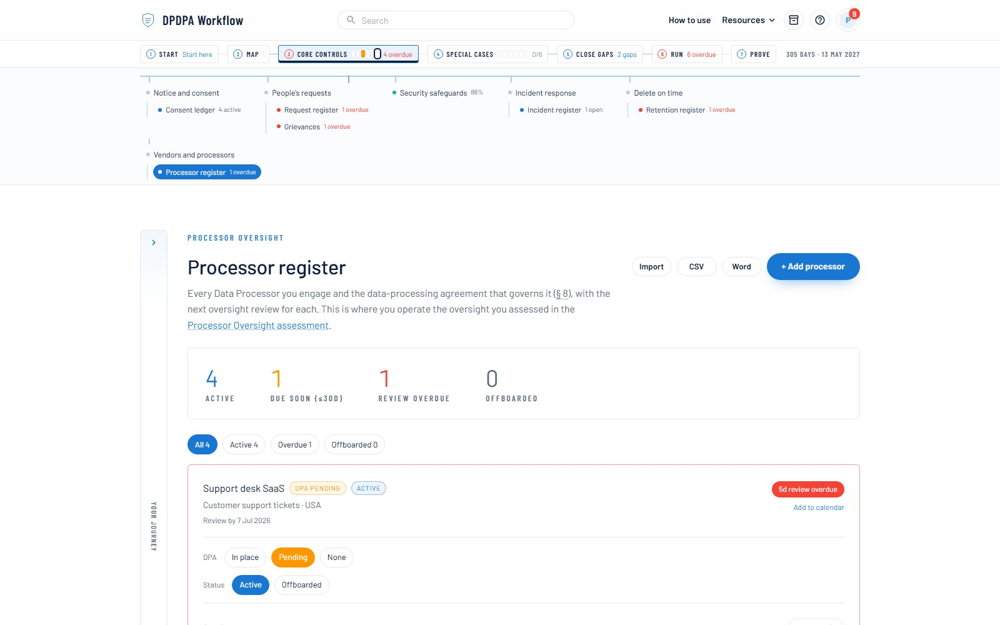 DPDPA Workflow
Search
How to use
Resources
P
9
1 START Start here
2 MAP
3 CORE CONTROLS 4 overdue
4 SPECIAL CASES 0/6
5 CLOSE GAPS 2 gaps
6 RUN 6 overdue
7 PROVE
305 DAYS · 13 MAY 2027
Notice and consent
Consent ledger 4 active
People's requests
Request register 1 overdue
Grievances 1 overdue
Security safeguards 86%
Incident response
Incident register 1 open
Delete on time
Retention register 1 overdue
Vendors and processors
Processor register 1 overdue
YOUR JOURNEY
PROCESSOR OVERSIGHT
Processor register
Import
CSV
Word
+ Add processor
Every Data Processor you engage and the data-processing agreement that governs it (§ 8), with the
next oversight review for each. This is where you operate the oversight you assessed in the
Processor Oversight assessment.
4
ACTIVE
1
DUE SOON (≤30D)
1
REVIEW OVERDUE
0
OFFBOARDED
All 4
Active 4
Overdue 1
Offboarded 0
Support desk SaaS DPA PENDING ACTIVE
5d review overdue
Customer support tickets · USA
Add to calendar
Review by 7 Jul 2026
DPA In place Pending None
Status Active Offboarded